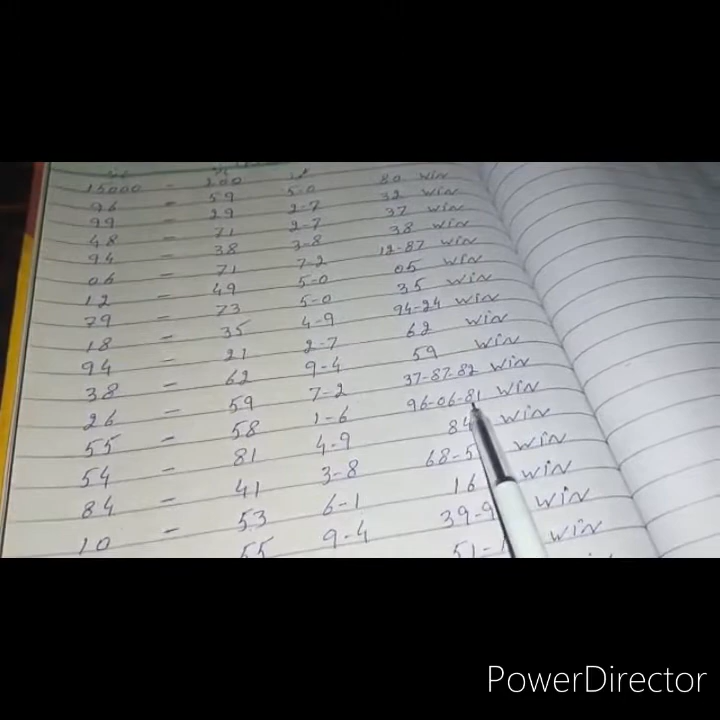 15000 - 200 80 win
96 - 59 5-0 32 win
99 - 29 2-7 37 win
48 - 71 2-7 38 win
94 - 38 3-8 12-87 win
06 - 71 7-2 05 win
12 - 49 5-0 35 win
79 - 73 5-0 94-24 win
18 - 35 4-9 62 win
94 - 21 2-7 59 win
38 - 62 9-4 37-87-82 win
26 - 59 7-2 96-06-81 win
55 - 58 1-6 84 win
54 - 81 4-9 68-5 win
84 - 41 3-8 16 win
10 - 53 6-1 39-9 win
55 9-4 51- win
PowerDirector